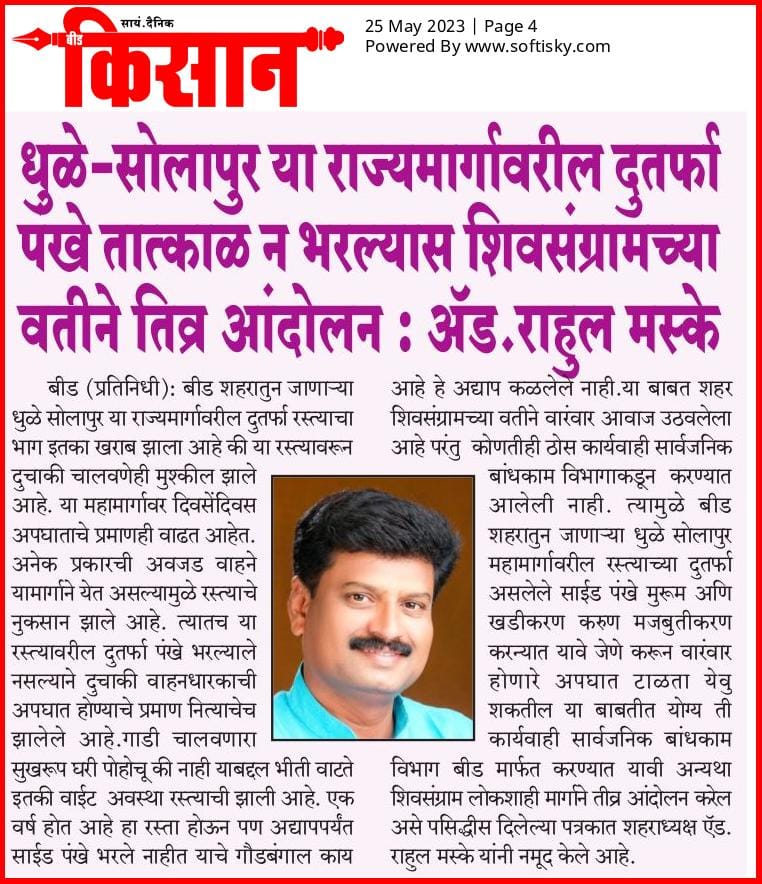 सायं.दैनिक
बीड
किसान
25 May 2023 | Page 4
Powered By www.softisky.com
धुळे-सोलापुर या राज्यमार्गावरील दुतर्फा
पखे तात्काळ न भरल्यास शिवसंग्रामच्या
वतीने तिव्र आंदोलन : ॲड.राहुल मस्के
बीड (प्रतिनिधी): बीड शहरातुन जाणाऱ्या
धुळे सोलापुर या राज्यमार्गावरील दुतर्फा रस्त्याचा
भाग इतका खराब झाला आहे की या रस्त्यावरून
दुचाकी चालवणेही मुश्कील झाले
आहे. या महामार्गावर दिवसेंदिवस
अपघाताचे प्रमाणही वाढत आहेत.
अनेक प्रकारची अवजड वाहने
यामार्गाने येत असल्यामुळे रस्त्याचे
नुकसान झाले आहे. त्यातच या
रस्त्यावरील दुतर्फा पंखे भरल्याले
नसल्याने दुचाकी वाहनधारकाची
अपघात होण्याचे प्रमाण नित्याचेच
झालेले आहे.गाडी चालवणारा
सुखरूप घरी पोहोचू की नाही याबद्दल भीती वाटते
इतकी वाईट अवस्था रस्त्याची झाली आहे. एक
वर्ष होत आहे हा रस्ता होऊन पण अद्यापपर्यंत
साईड पंखे भरले नाहीत याचे गौडबंगाल काय
आहे हे अद्याप कळलेले नाही.या बाबत शहर
शिवसंग्रामच्या वतीने वारंवार आवाज उठवलेला
आहे परंतु कोणतीही ठोस कार्यवाही सार्वजनिक
बांधकाम विभागाकडून करण्यात
आलेली नाही. त्यामुळे बीड
शहरातुन जाणाऱ्या धुळे सोलापुर
महामार्गावरील रस्त्याच्या दुतर्फा
असलेले साईड पंखे मुरूम अणि
खडीकरण करुण मजबुतीकरण
करन्यात यावे जेणे करून वारंवार
होणारे अपघात टाळता येवु
शकतील या बाबतीत योग्य ती
कार्यवाही सार्वजनिक बांधकाम
विभाग बीड मार्फत करण्यात यावी अन्यथा
शिवसंग्राम लोकशाही मार्गाने तीव्र आंदोलन करेल
असे पसिद्धीस दिलेल्या पत्रकात शहराध्यक्ष ऍड.
राहुल मस्के यांनी नमूद केले आहे.